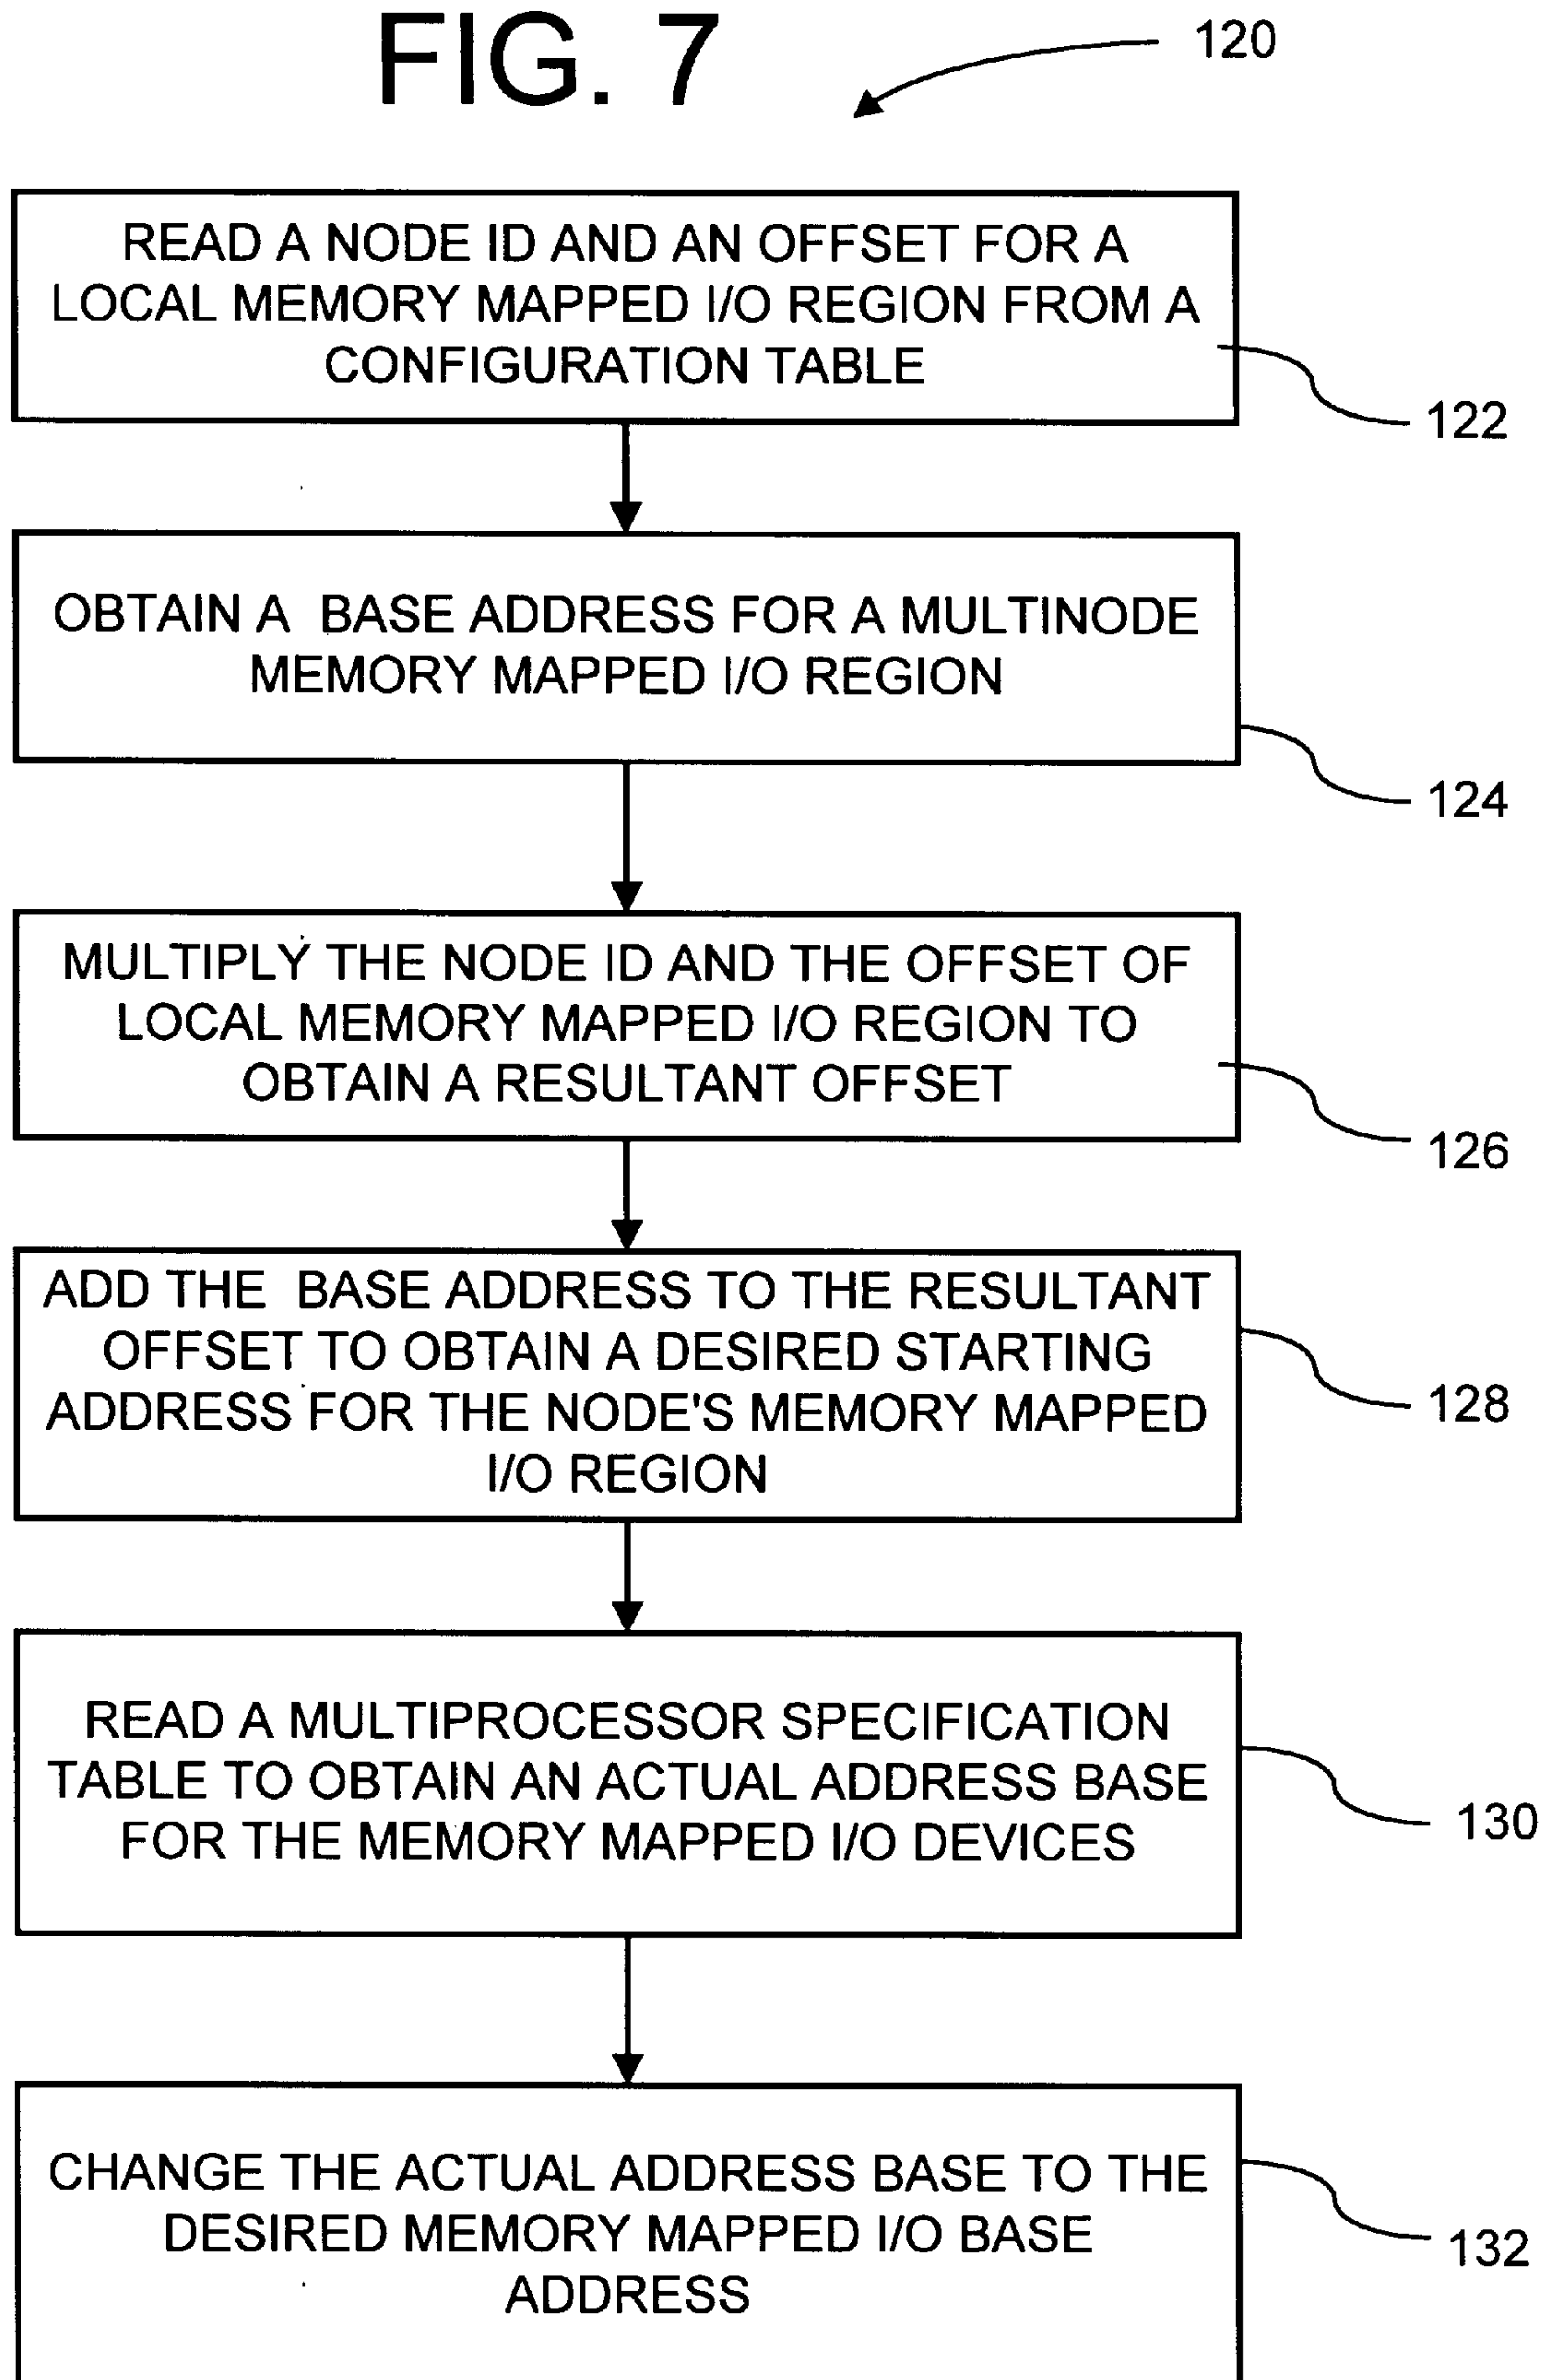 FIG. 7
120
READ A NODE ID AND AN OFFSET FOR A
LOCAL MEMORY MAPPED I/O REGION FROM A
CONFIGURATION TABLE
122
OBTAIN A BASE ADDRESS FOR A MULTINODE
MEMORY MAPPED I/O REGION
124
MULTIPLY THE NODE ID AND THE OFFSET OF
LOCAL MEMORY MAPPED I/O REGION TO
OBTAIN A RESULTANT OFFSET
126
ADD THE BASE ADDRESS TO THE RESULTANT
OFFSET TO OBTAIN A DESIRED STARTING
ADDRESS FOR THE NODE'S MEMORY MAPPED
I/O REGION
128
READ A MULTIPROCESSOR SPECIFICATION
TABLE TO OBTAIN AN ACTUAL ADDRESS BASE
FOR THE MEMORY MAPPED I/O DEVICES
130
CHANGE THE ACTUAL ADDRESS BASE TO THE
DESIRED MEMORY MAPPED I/O BASE
ADDRESS
132